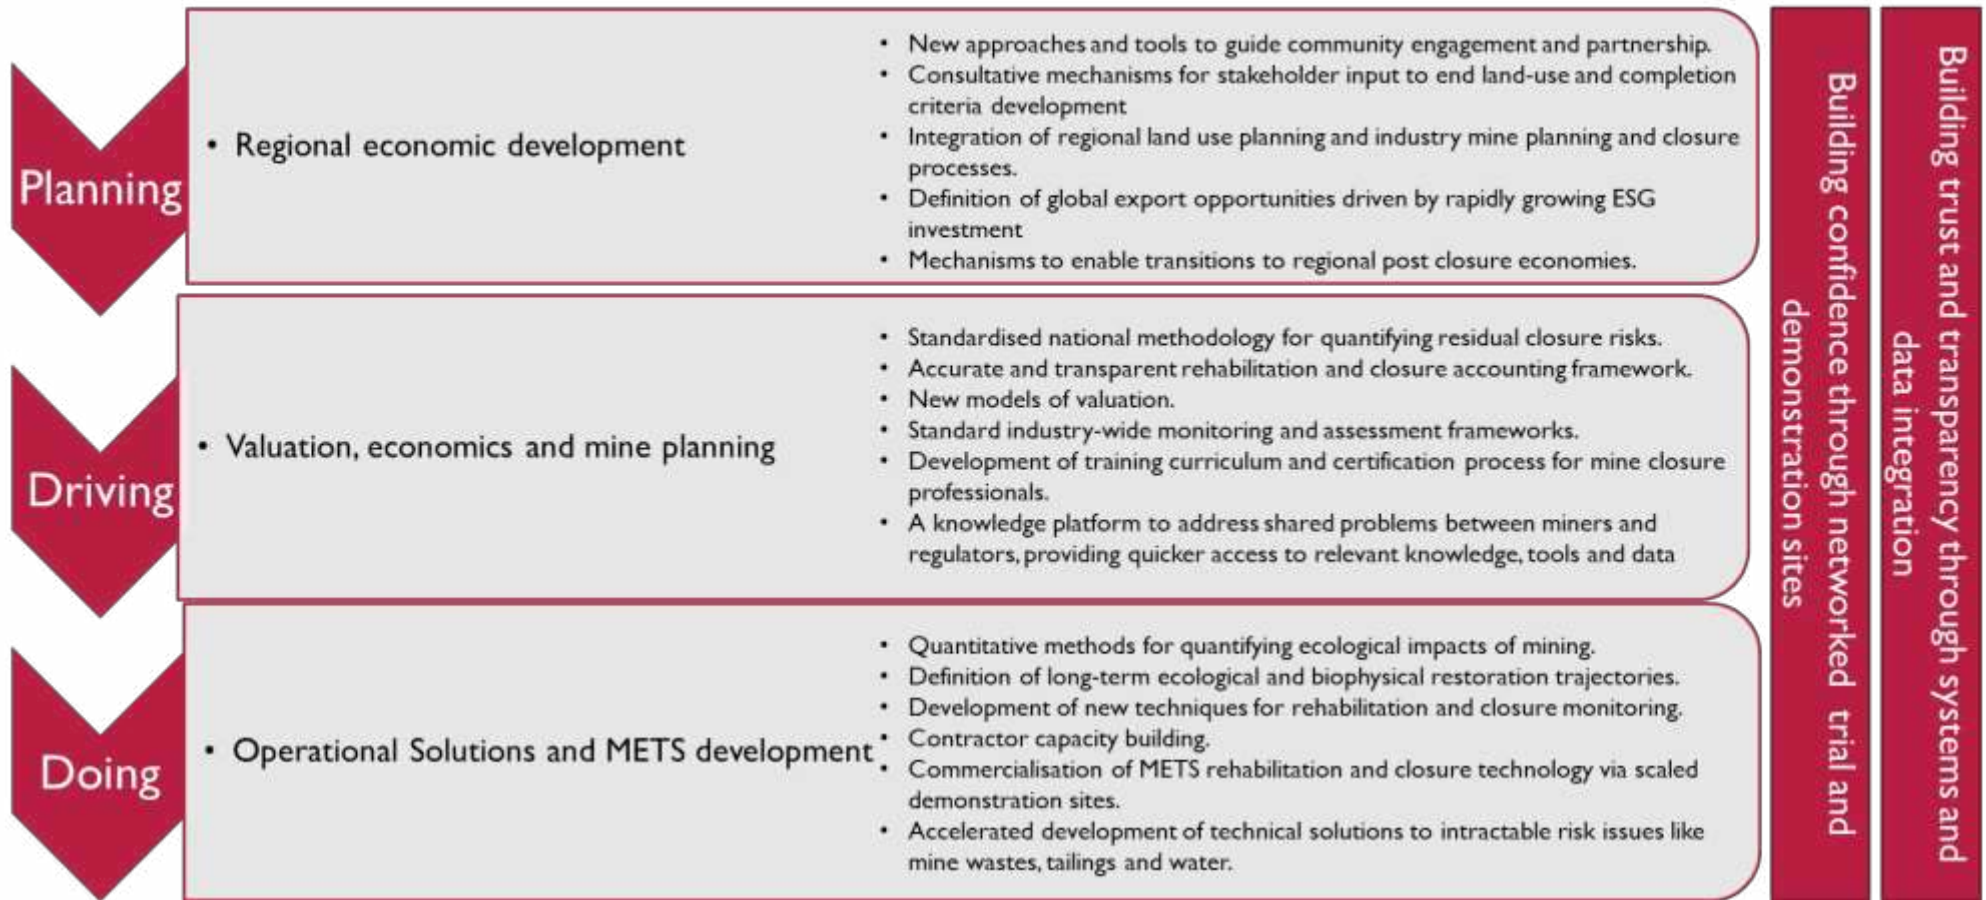 Planning
• Regional economic development
• New approaches and tools to guide community engagement and partnership.
• Consultative mechanisms for stakeholder input to end land-use and completion
criteria development
• Integration of regional land use planning and industry mine planning and closure
processes.
• Definition of global export opportunities driven by rapidly growing ESG
investment
• Mechanisms to enable transitions to regional post closure economies.
Driving
• Valuation, economics and mine planning
• Standardised national methodology for quantifying residual closure risks.
• Accurate and transparent rehabilitation and closure accounting framework.
• New models of valuation.
• Standard industry-wide monitoring and assessment frameworks.
• Development of training curriculum and certification process for mine closure
professionals.
• A knowledge platform to address shared problems between miners and
regulators, providing quicker access to relevant knowledge, tools and data
Doing
• Operational Solutions and METS development
• Quantitative methods for quantifying ecological impacts of mining.
• Definition of long-term ecological and biophysical restoration trajectories.
• Development of new techniques for rehabilitation and closure monitoring.
• Contractor capacity building.
• Commercialisation of METS rehabilitation and closure technology via scaled
demonstration sites.
• Accelerated development of technical solutions to intractable risk issues like
mine wastes, tailings and water.
Building confidence through networked trial and
demonstration sites
Building trust and transparency through systems and
data integration